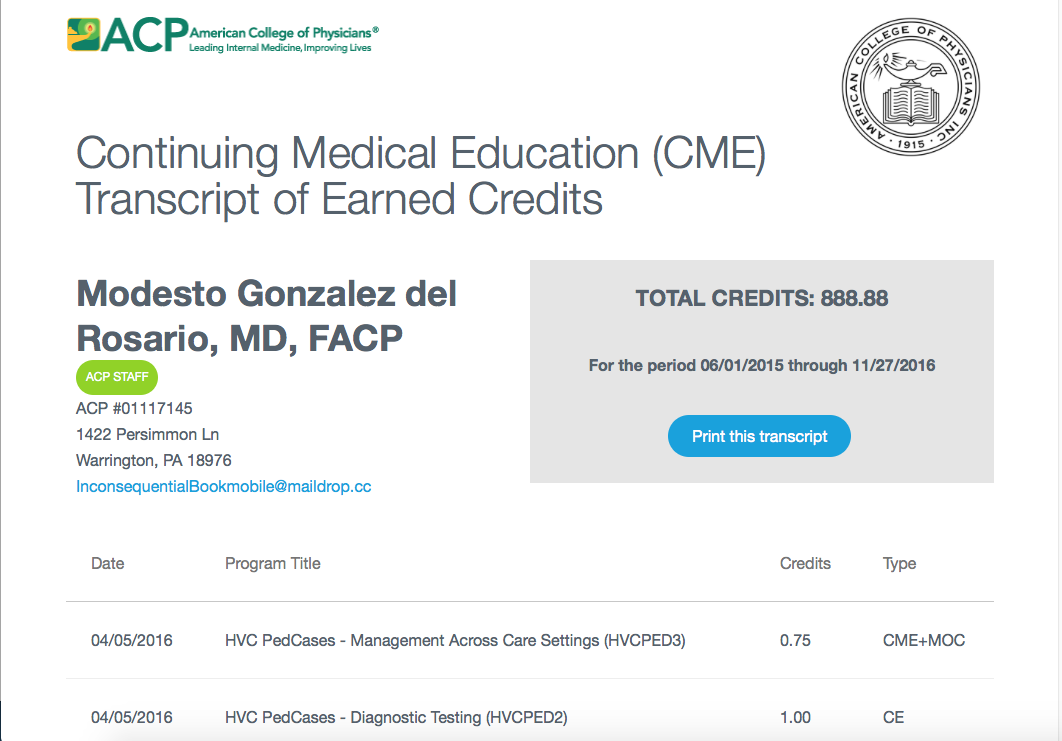 ACP American College of Physicians®
Leading Internal Medicine, Improving Lives
AMERICAN COLLEGE OF PHYSICIANS INC
· 1915 ·
Continuing Medical Education (CME)
Transcript of Earned Credits
Modesto Gonzalez del
Rosario, MD, FACP
ACP STAFF
ACP #01117145
1422 Persimmon Ln
Warrington, PA 18976
InconsequentialBookmobile@maildrop.cc
TOTAL CREDITS: 888.88
For the period 06/01/2015 through 11/27/2016
Print this transcript
Date Program Title Credits Type
04/05/2016 HVC PedCases - Management Across Care Settings (HVCPED3) 0.75 CME+MOC
04/05/2016 HVC PedCases - Diagnostic Testing (HVCPED2) 1.00 CE